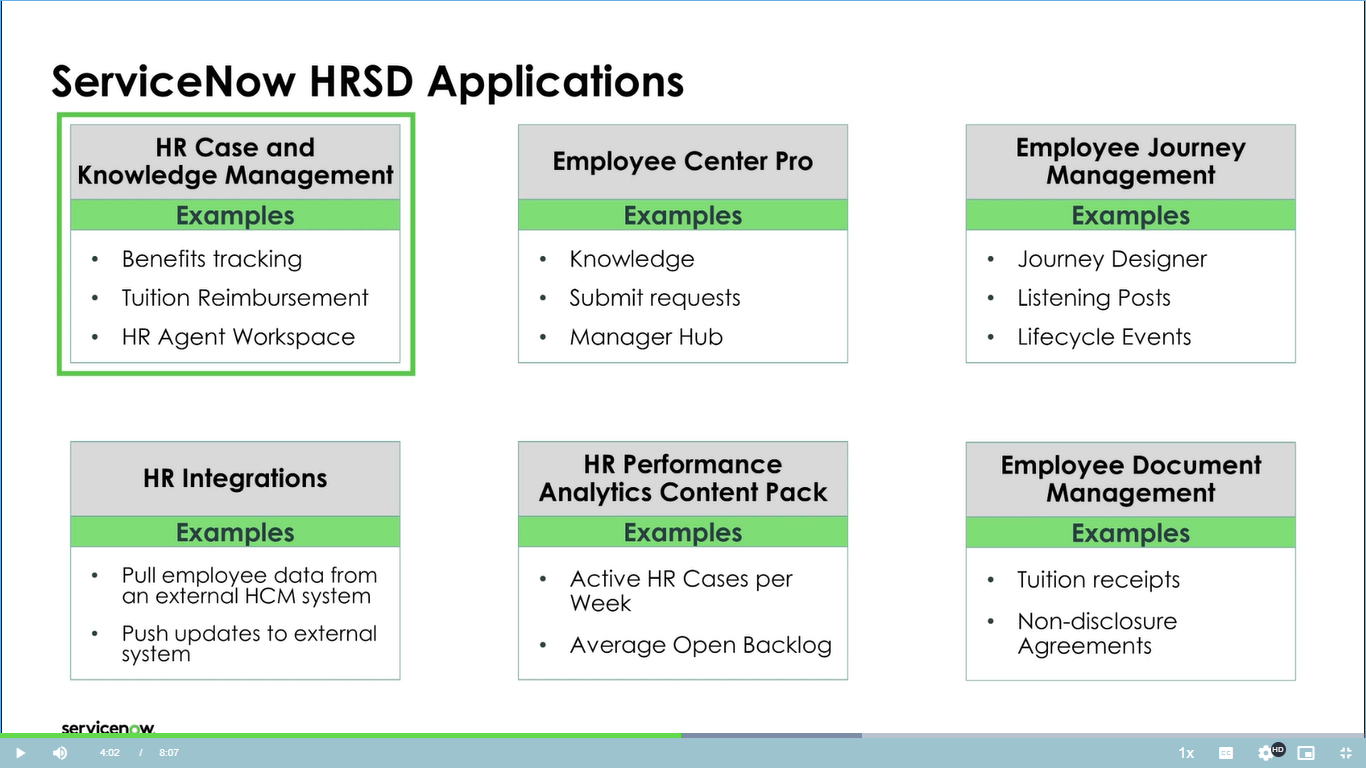 ServiceNow HRSD Applications
HR Case and
Knowledge Management
Examples
• Benefits tracking
• Tuition Reimbursement
• HR Agent Workspace
Employee Center Pro
Examples
• Knowledge
• Submit requests
• Manager Hub
Employee Journey
Management
Examples
• Journey Designer
• Listening Posts
• Lifecycle Events
HR Integrations
Examples
• Pull employee data from
an external HCM system
• Push updates to external
system
HR Performance
Analytics Content Pack
Examples
• Active HR Cases per
Week
• Average Open Backlog
Employee Document
Management
Examples
• Tuition receipts
• Non-disclosure
Agreements
servicenow.
4:02 / 8:07 1x CC HD